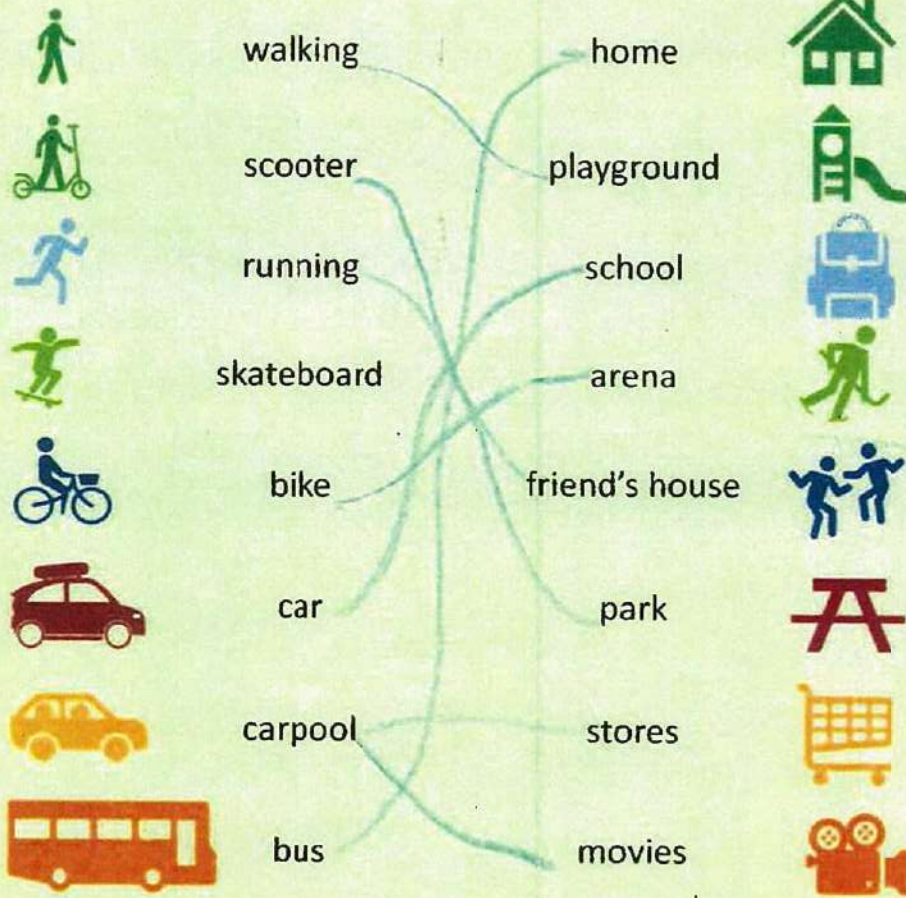 walking home
scooter playground
running school
skateboard arena
bike friend's house
car park
carpool stores
bus movies